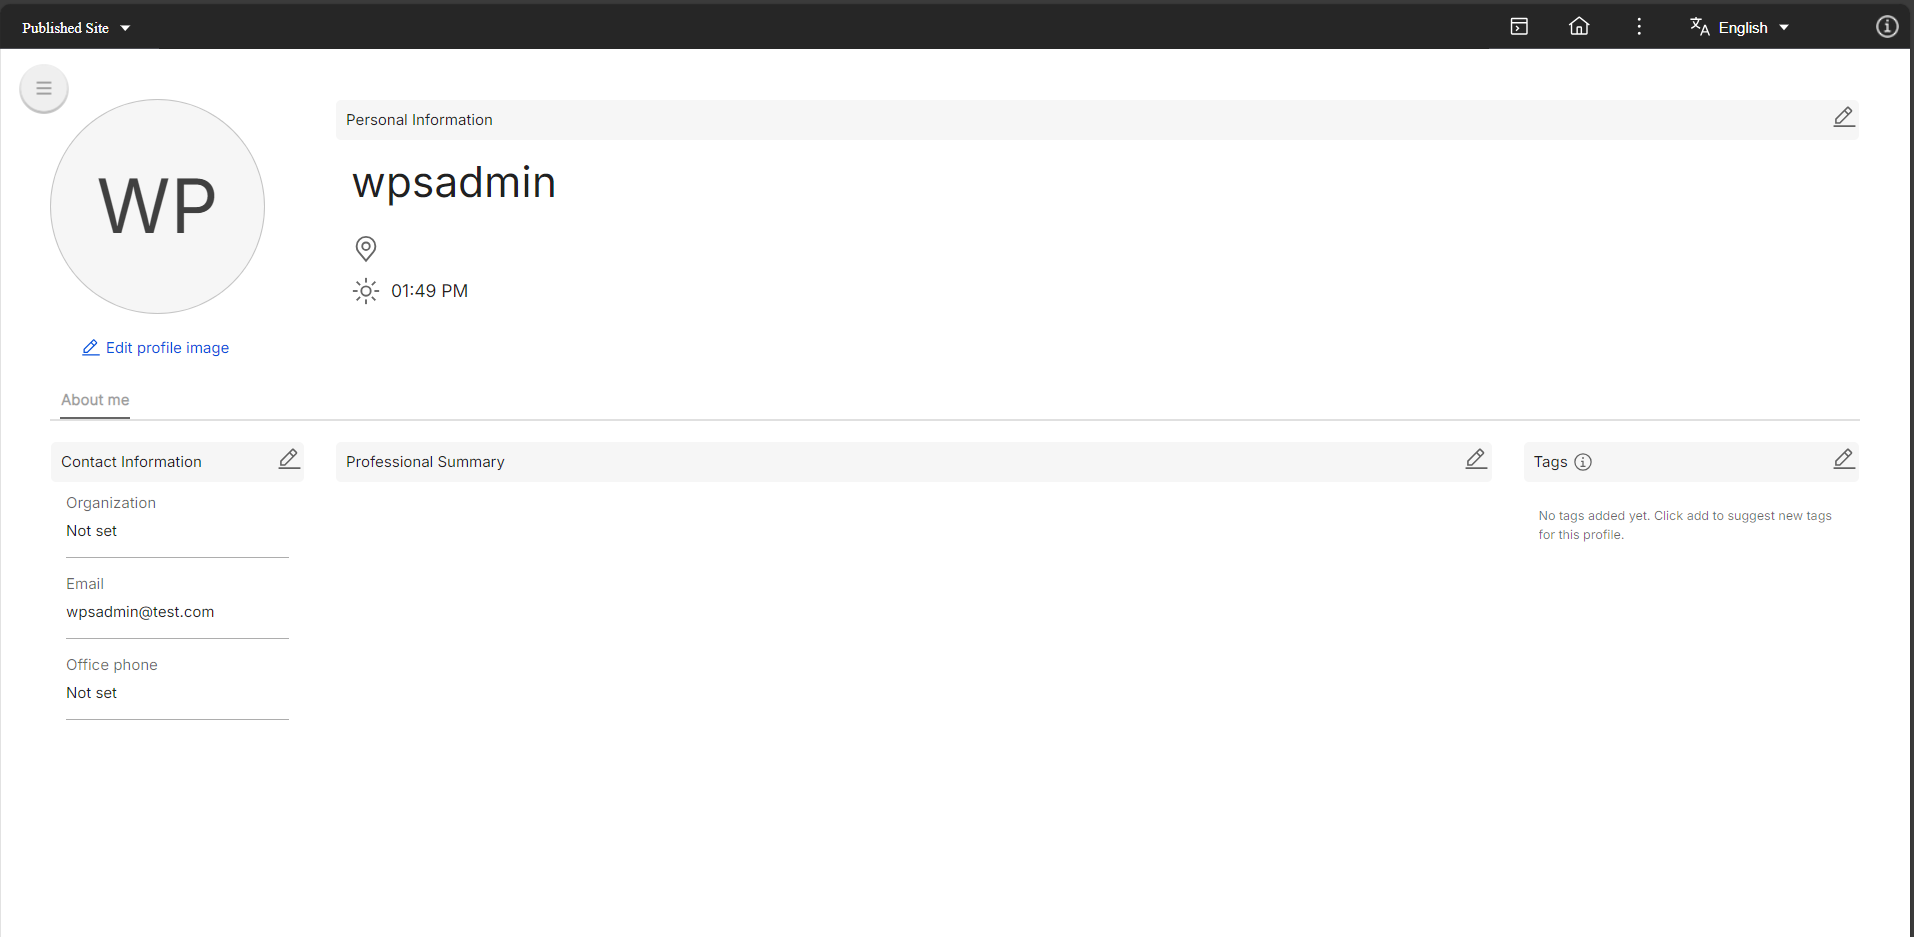 Published Site
English
WP
Edit profile image
Personal Information
wpsadmin
01:49 PM
About me
Contact Information
Organization
Not set
Email
wpsadmin@test.com
Office phone
Not set
Professional Summary
Tags
No tags added yet. Click add to suggest new tags
for this profile.